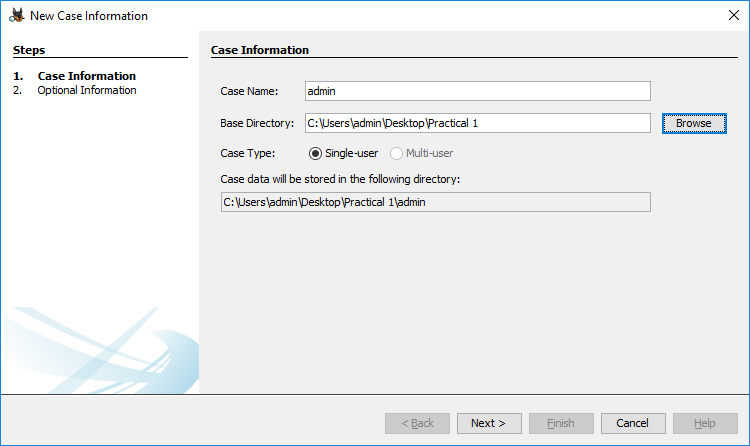 New Case Information
Steps
1. Case Information
2. Optional Information
Case Information
Case Name: admin
Base Directory: C:\Users\admin\Desktop\Practical 1 Browse
Case Type: Single-user Multi-user
Case data will be stored in the following directory:
C:\Users\admin\Desktop\Practical 1\admin
< Back Next > Finish Cancel Help